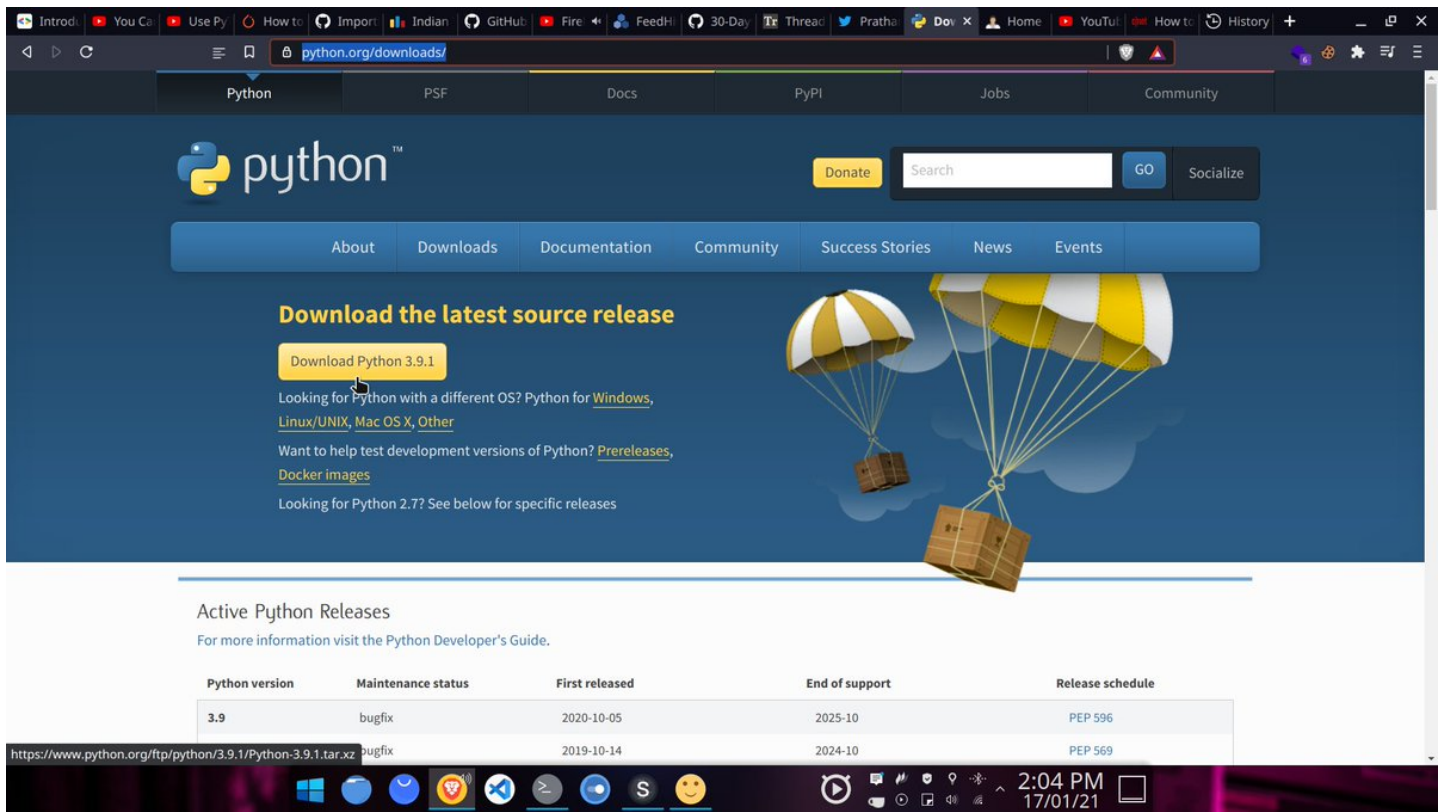 Introdu
You Ca
Use Py
How to
Import
Indian
GitHub
Fire
FeedH
30-Day
Thread
Pratha
Dov
Home
YouTub
How to
History
python.org/downloads/
6
Python
PSF
Docs
PyPI
Jobs
Community
python™
Donate
Search
GO
Socialize
About
Downloads
Documentation
Community
Success Stories
News
Events
Download the latest source release
Download Python 3.9.1
Looking for Python with a different OS? Python for Windows,
Linux/UNIX, Mac OS X, Other
Want to help test development versions of Python? Prereleases,
Docker images
Looking for Python 2.7? See below for specific releases
Active Python Releases
For more information visit the Python Developer's Guide.
Python version Maintenance status First released End of support Release schedule
3.9 bugfix 2020-10-05 2025-10 PEP 596
bugfix 2019-10-14 2024-10 PEP 569
https://www.python.org/ftp/python/3.9.1/Python-3.9.1.tar.xz
S
2:04 PM
17/01/21